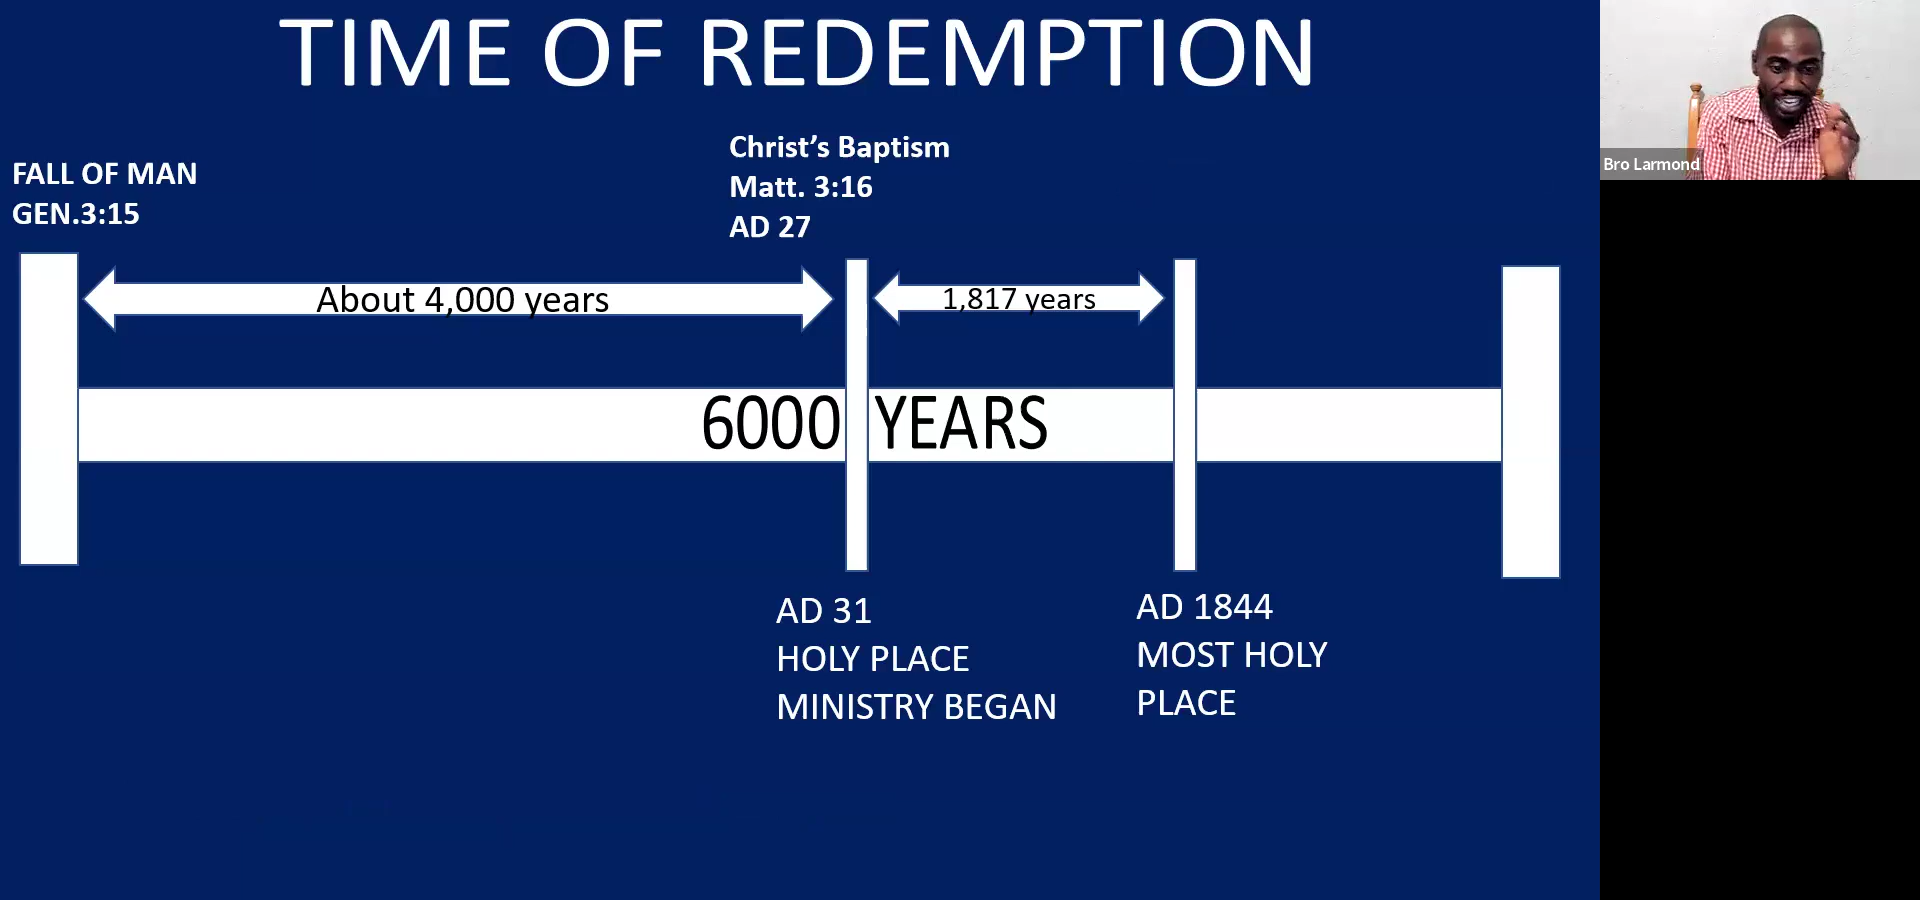 TIME OF REDEMPTION
FALL OF MAN
GEN.3:15
Christ’s Baptism
Matt. 3:16
AD 27
About 4,000 years
1,817 years
6000 YEARS
AD 31
HOLY PLACE
MINISTRY BEGAN
AD 1844
MOST HOLY
PLACE
Bro Larmond